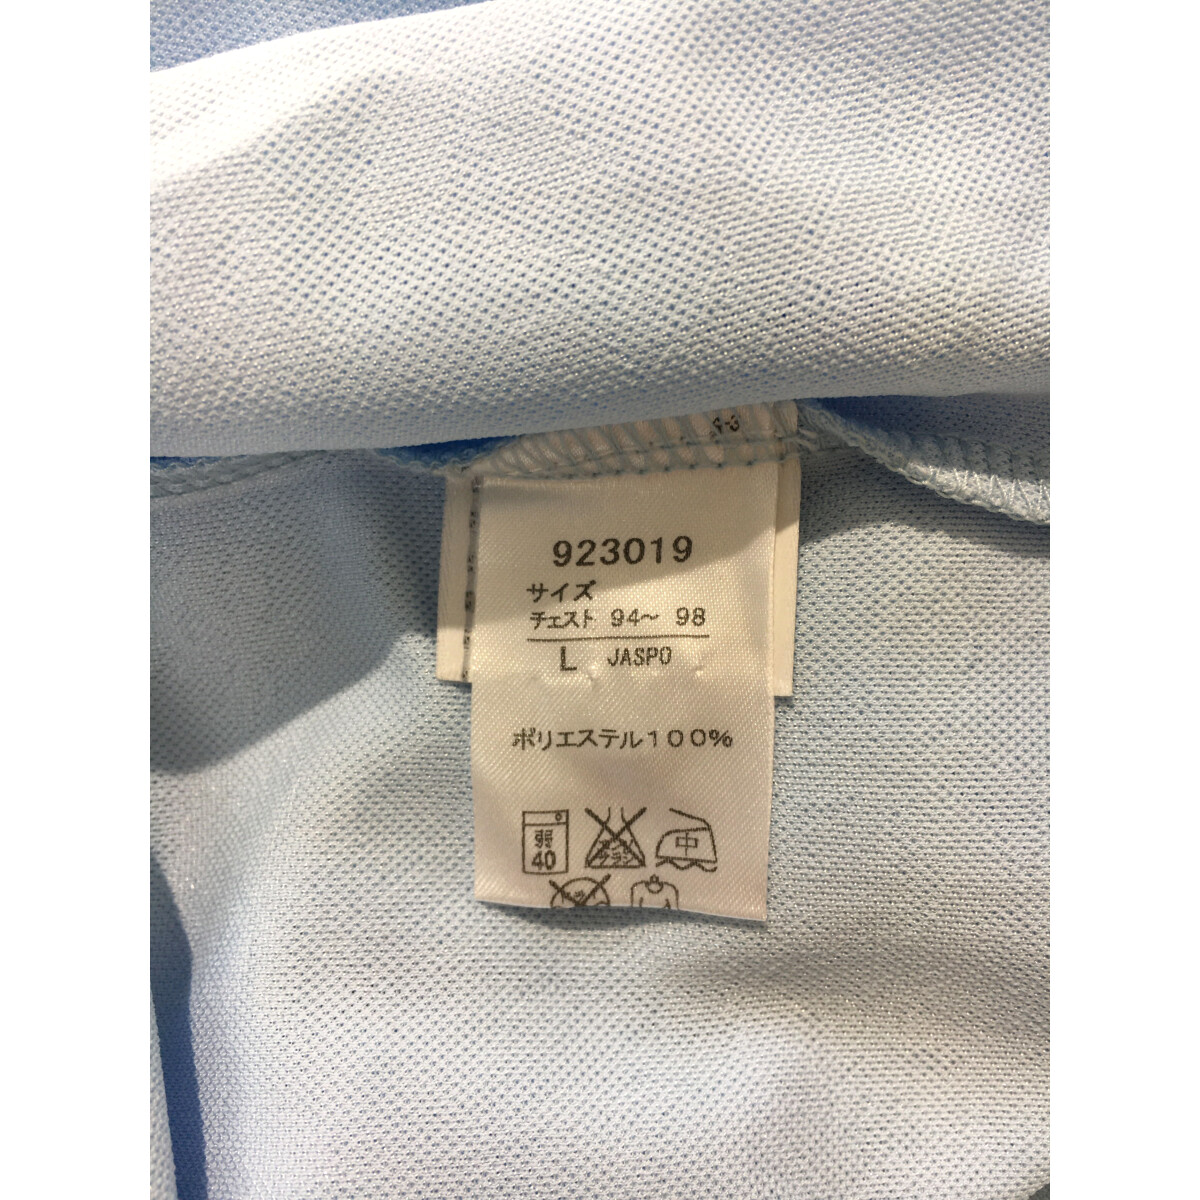 923019
サイズ
チェスト 94～ 98
L JASPO
ポリエステル100%
弱
40
中